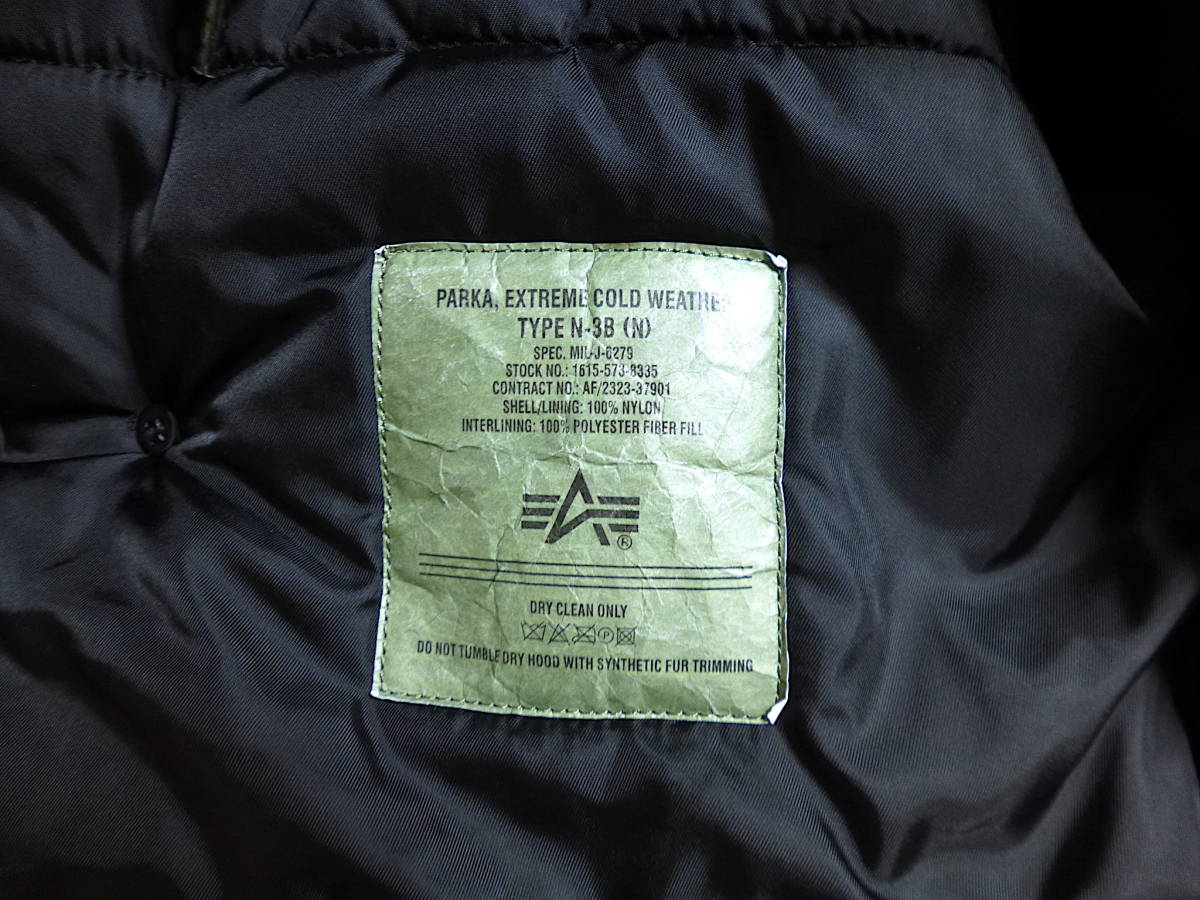 PARKA, EXTREME COLD WEATHER
TYPE N-3B (N)
SPEC. MIL-J-6279
STOCK NO.: 1615-573-8335
CONTRACT NO.: AF/2323-37901
SHELL/LINING: 100% NYLON
INTERLINING: 100% POLYESTER FIBER FILL
®
DRY CLEAN ONLY
P
DO NOT TUMBLE DRY HOOD WITH SYNTHETIC FUR TRIMMING